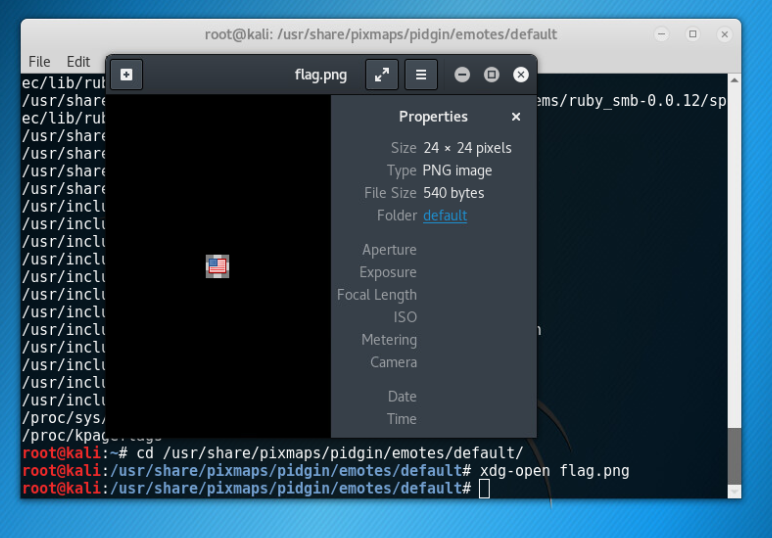 root@kali: /usr/share/pixmaps/pidgin/emotes/default
File Edit
flag.png
Properties
Size 24 × 24 pixels
Type PNG image
File Size 540 bytes
Folder default
Aperture
Exposure
Focal Length
ISO
Metering
Camera
Date
Time
ec/lib/rub
/usr/share
ems/ruby_smb-0.0.12/sp
ec/lib/rub
/usr/share
/usr/share
/usr/share
/usr/share
/usr/inclu
/usr/inclu
/usr/inclu
/usr/inclu
/usr/inclu
/usr/inclu
/usr/inclu
/usr/inclu
/usr/inclu
/usr/inclu
/usr/inclu
/usr/inclu
/proc/sys/
/proc/kpageflags
root@kali:~# cd /usr/share/pixmaps/pidgin/emotes/default/
root@kali:/usr/share/pixmaps/pidgin/emotes/default# xdg-open flag.png
root@kali:/usr/share/pixmaps/pidgin/emotes/default#